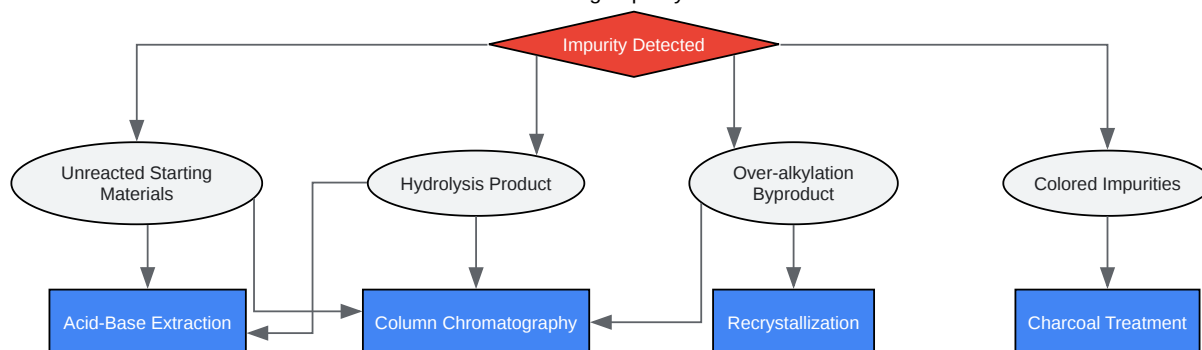 Impurity Detected
Unreacted Starting
Materials
Hydrolysis Product
Over-alkylation
Byproduct
Colored Impurities
Acid-Base Extraction
Column Chromatography
Recrystallization
Charcoal Treatment